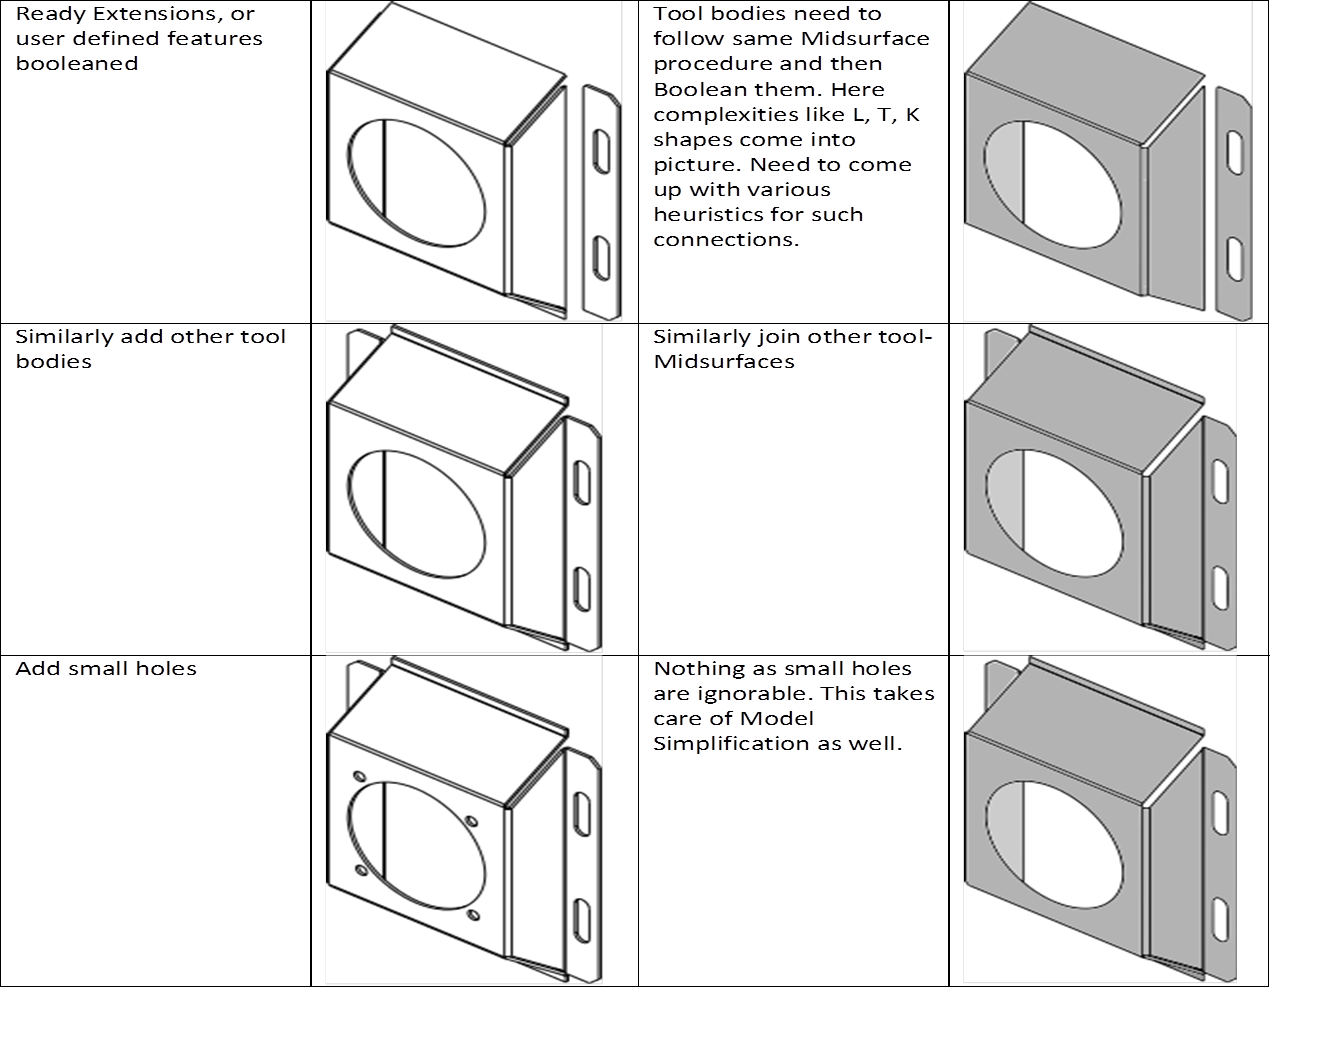 Ready Extensions, or
user defined features
booleaned
Tool bodies need to
follow same Midsurface
procedure and then
Boolean them. Here
complexities like L, T, K
shapes come into
picture. Need to come
up with various
heuristics for such
connections.
Similarly add other tool
bodies
Similarly join other tool-
Midsurfaces
Add small holes
Nothing as small holes
are ignorable. This takes
care of Model
Simplification as well.